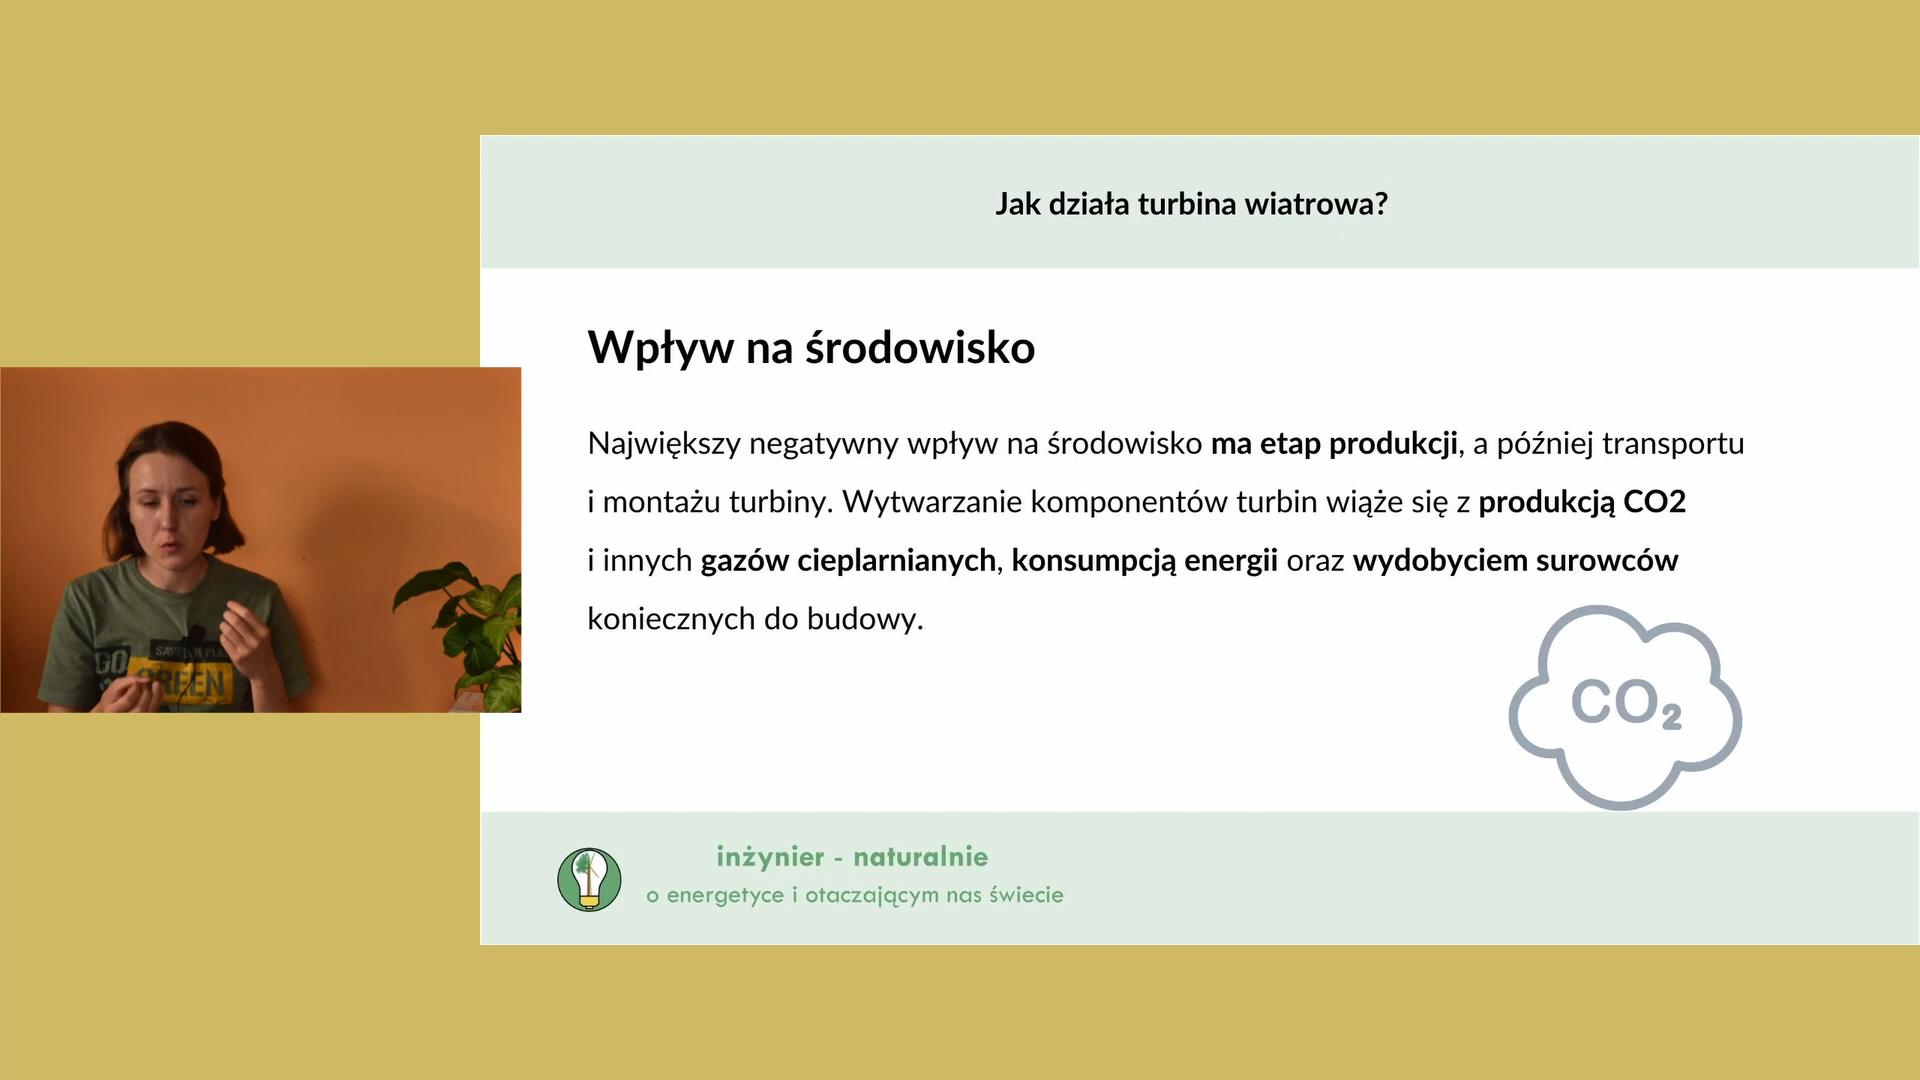 Jak działa turbina wiatrowa?
Wpływ na środowisko
Największy negatywny wpływ na środowisko ma etap produkcji, a później transportu
i montażu turbiny. Wytwarzanie komponentów turbin wiąże się z produkcją CO2
i innych gazów cieplarnianych, konsumpcją energii oraz wydobyciem surowców
koniecznych do budowy.
CO₂
SAVE
GO
GREEN
inżynier - naturalnie
o energetyce i otaczającym nas świecie